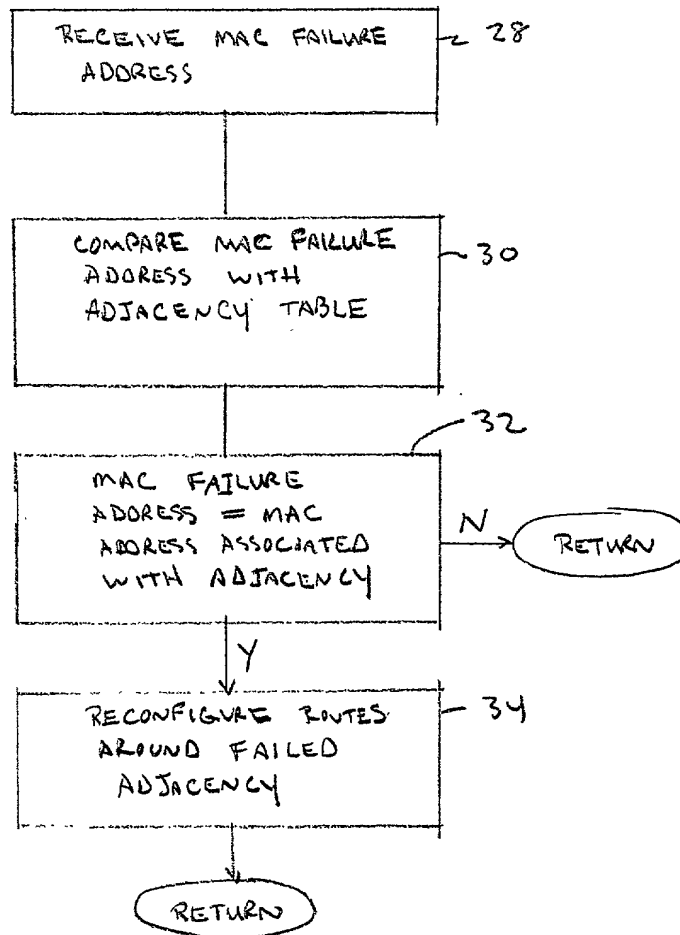 RECEIVE MAC FAILURE
ADDRESS
28
COMPARE MAC FAILURE
ADDRESS WITH
ADJACENCY TABLE
30
32
MAC FAILURE
ADDRESS = MAC
ADDRESS ASSOCIATED
WITH ADJACENCY
N
RETURN
Y
RECONFIGURE ROUTES
AROUND FAILED
ADJACENCY
34
RETURN